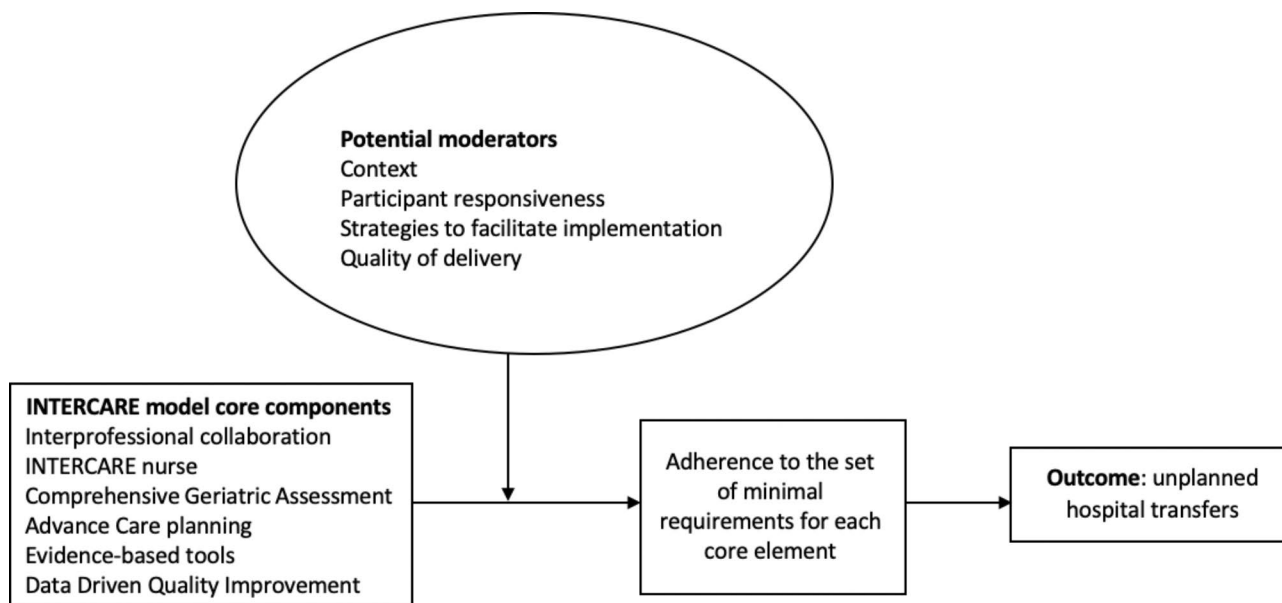 Potential moderators
Context
Participant responsiveness
Strategies to facilitate implementation
Quality of delivery
INTERCARE model core components
Interprofessional collaboration
INTERCARE nurse
Comprehensive Geriatric Assessment
Advance Care planning
Evidence-based tools
Data Driven Quality Improvement
Adherence to the set
of minimal
requirements for each
core element
Outcome: unplanned
hospital transfers